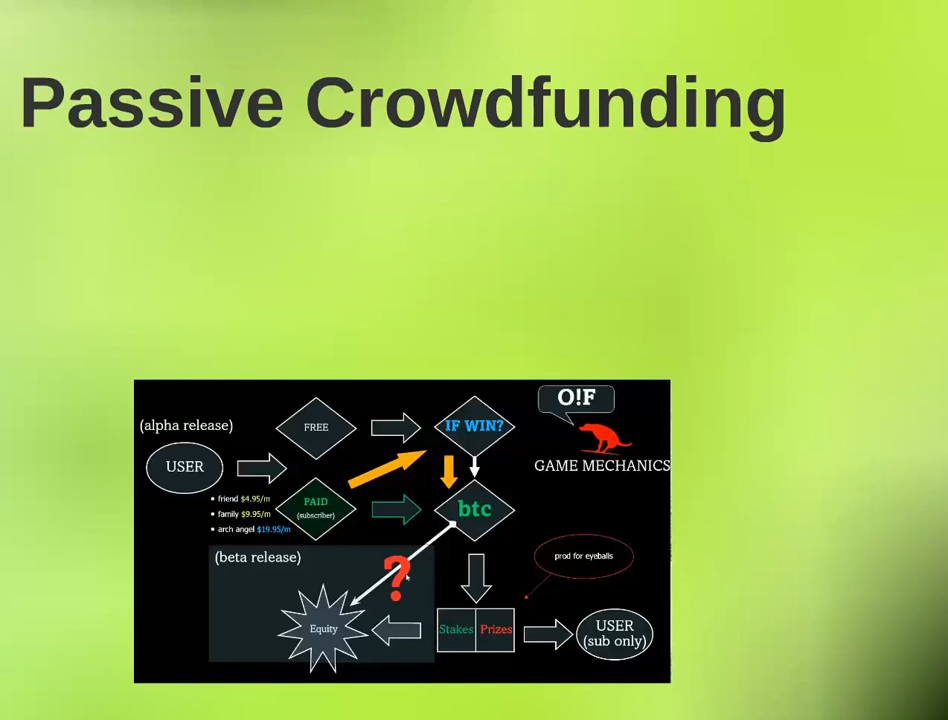 Passive Crowdfunding
O!F
(alpha release)
FREE
IF WIN?
USER
GAME MECHANICS
• friend $4.95/m
• family $9.95/m
• arch angel $19.95/m
PAID
(subscriber)
btc
(beta release)
?
prod for eyeballs
Equity
Stakes
Prizes
USER
(sub only)